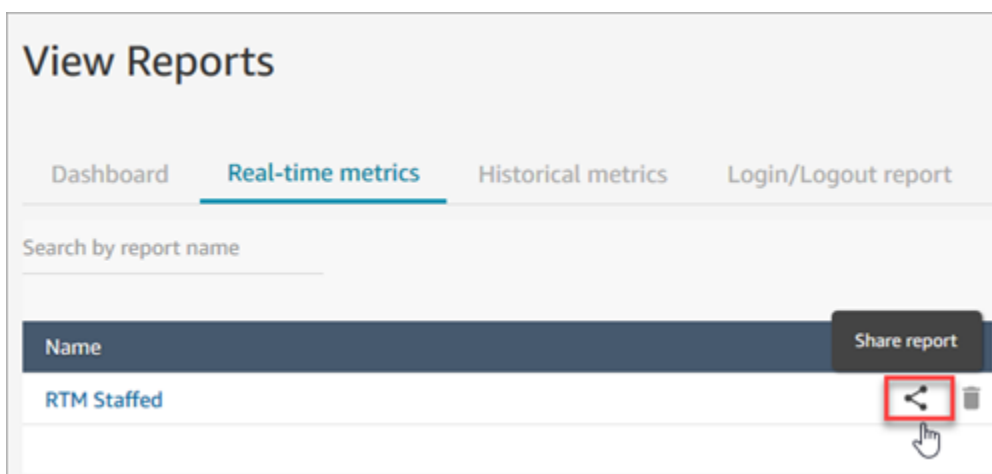 View Reports
Dashboard Real-time metrics Historical metrics Login/Logout report
Search by report name
Name Share report
RTM Staffed